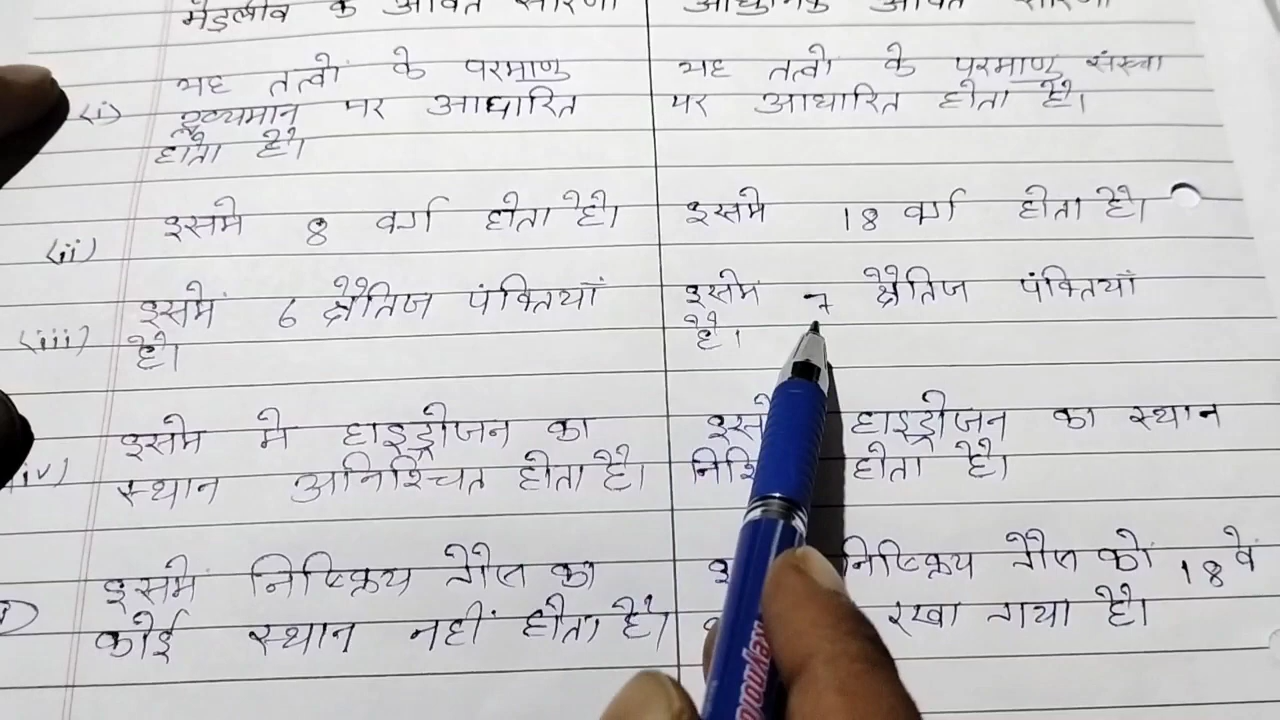 मेंडलीव के आवर्त सारणी
आधुनिक आवर्त सारणी
(i)
यह तत्वों के परमाणु
द्रव्यमान पर आधारित
होता है।
यह तत्वों के परमाणु संख्या
पर आधारित होता है।
(ii)
इसमे 8 वर्ग होता है।
इसमे 18 वर्ग होता है।
(iii)
इसमें 6 क्षैतिज पंक्तियाँ
है।
इसमे 7 क्षैतिज पंक्तियाँ
है।
iv)
इसमे मे हाइड्रोजन का
स्थान अनिश्चित होता है।
हाइड्रोजन का स्थान
होता है।
इसमें निष्क्रिय गैस का
कोई स्थान नहीं होता है।
निष्क्रिय गैस को 18 वें
रखा गया है।
Reynolds